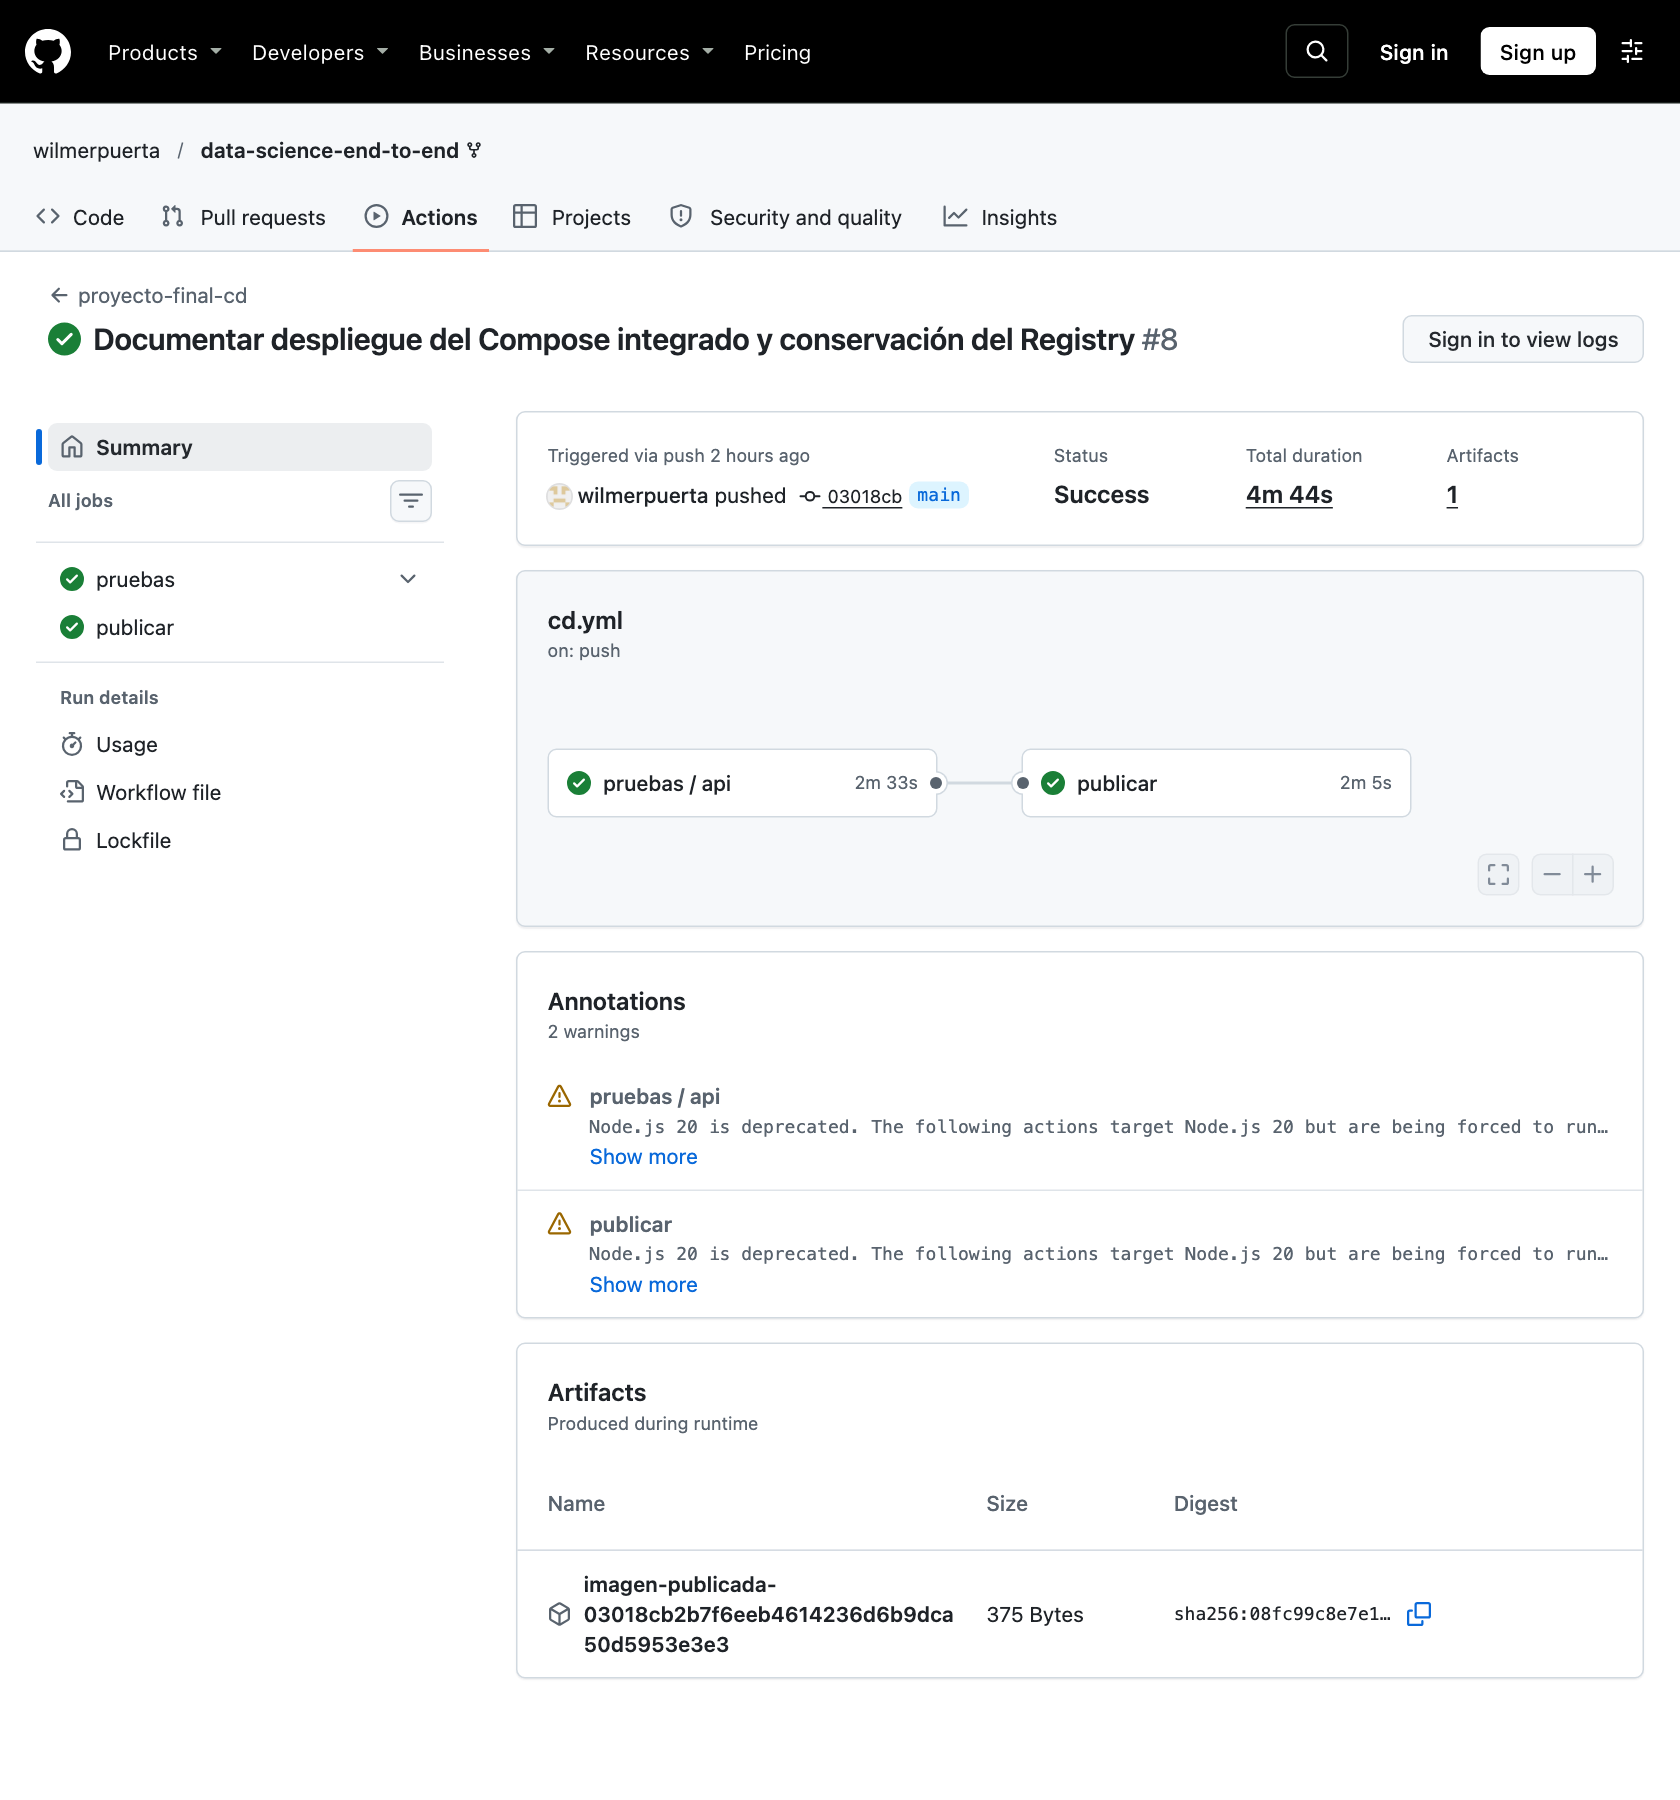 Products Developers Businesses Resources Pricing Sign in Sign up
wilmerpuerta / data-science-end-to-end
Code Pull requests Actions Projects Security and quality Insights
proyecto-final-cd
Documentar despliegue del Compose integrado y conservación del Registry #8
Sign in to view logs
Summary
All jobs
pruebas
publicar
Run details
Usage
Workflow file
Lockfile
Triggered via push 2 hours ago
wilmerpuerta pushed 03018cb main
Status
Success
Total duration
4m 44s
Artifacts
1
cd.yml
on: push
pruebas / api 2m 33s
publicar 2m 5s
Annotations
2 warnings
pruebas / api
Node.js 20 is deprecated. The following actions target Node.js 20 but are being forced to run…
Show more
publicar
Node.js 20 is deprecated. The following actions target Node.js 20 but are being forced to run…
Show more
Artifacts
Produced during runtime
Name Size Digest
imagen-publicada-
03018cb2b7f6eeb4614236d6b9dca
50d5953e3e3
375 Bytes
sha256:08fc99c8e7e1…